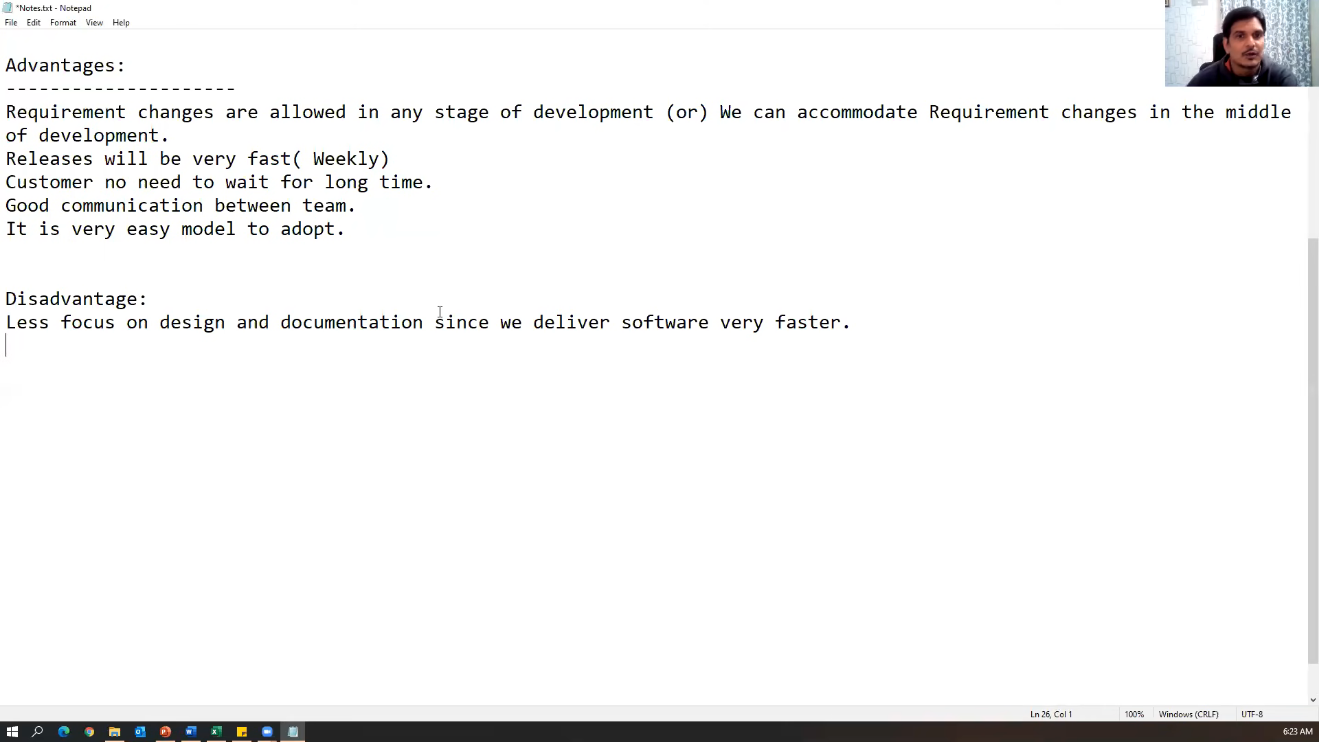 *Notes.txt - Notepad
File Edit Format View Help
Advantages:
---------------------
Requirement changes are allowed in any stage of development (or) We can accommodate Requirement changes in the middle
of development.
Releases will be very fast( Weekly)
Customer no need to wait for long time.
Good communication between team.
It is very easy model to adopt.
Disadvantage:
Less focus on design and documentation since we deliver software very faster.
Ln 26, Col 1 100% Windows (CRLF) UTF-8
6:23 AM